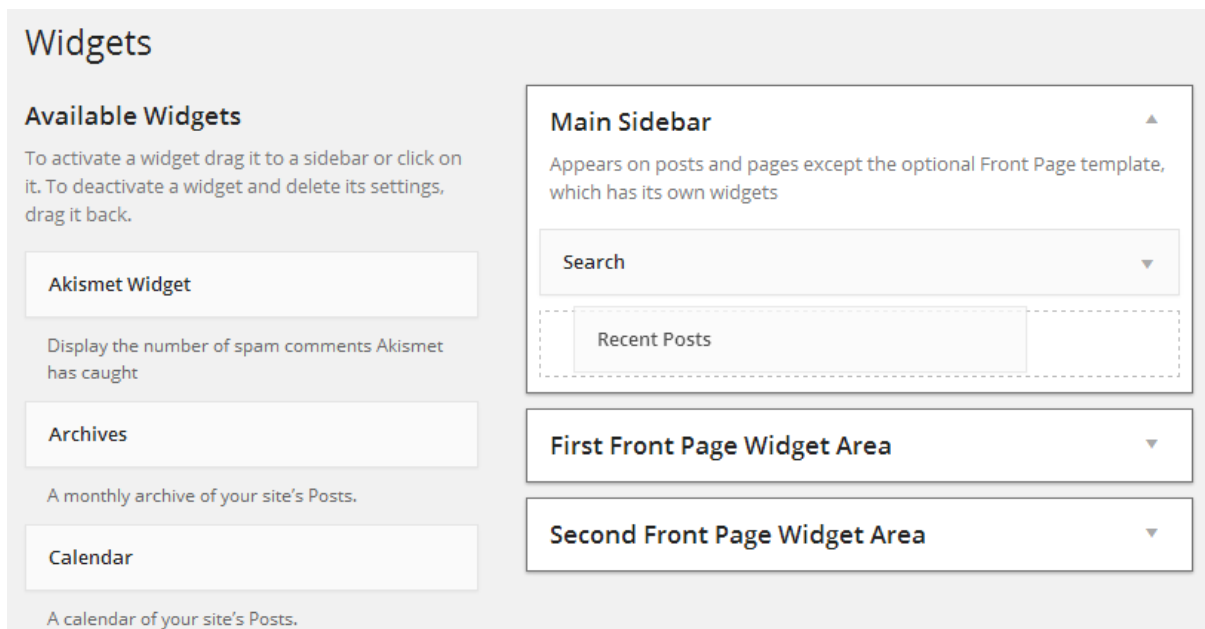 Widgets
Available Widgets
To activate a widget drag it to a sidebar or click on
it. To deactivate a widget and delete its settings,
drag it back.
Akismet Widget
Display the number of spam comments Akismet
has caught
Archives
A monthly archive of your site’s Posts.
Calendar
A calendar of your site’s Posts.
Main Sidebar
Appears on posts and pages except the optional Front Page template,
which has its own widgets
Search
Recent Posts
First Front Page Widget Area
Second Front Page Widget Area